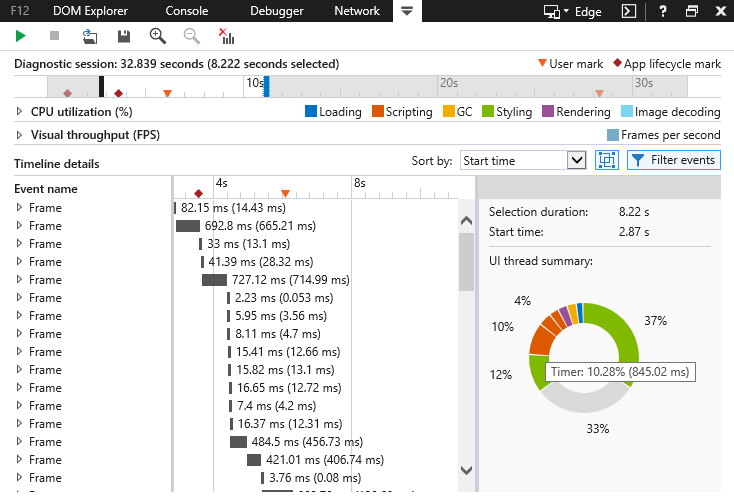 F12 DOM Explorer Console Debugger Network Edge ?
Diagnostic session: 32.839 seconds (8.222 seconds selected) User mark App lifecycle mark
10s 20s 30s
CPU utilization (%) Loading Scripting GC Styling Rendering Image decoding
Visual throughput (FPS) Frames per second
Timeline details Sort by: Start time Filter events
Event name 4s 8s
Frame 82.15 ms (14.43 ms)
Frame 692.8 ms (665.21 ms)
Frame 33 ms (13.1 ms)
Frame 41.39 ms (28.32 ms)
Frame 727.12 ms (714.99 ms)
Frame 2.23 ms (0.053 ms)
Frame 5.95 ms (3.56 ms)
Frame 8.11 ms (4.7 ms)
Frame 15.41 ms (12.66 ms)
Frame 15.82 ms (13.1 ms)
Frame 16.65 ms (12.72 ms)
Frame 7.4 ms (4.2 ms)
Frame 16.37 ms (12.31 ms)
Frame 484.5 ms (456.73 ms)
Frame 421.01 ms (406.74 ms)
Frame 3.76 ms (0.08 ms)
Frame
Selection duration: 8.22 s
Start time: 2.87 s
UI thread summary:
4%
10% 37%
12% Timer: 10.28% (845.02 ms)
33%